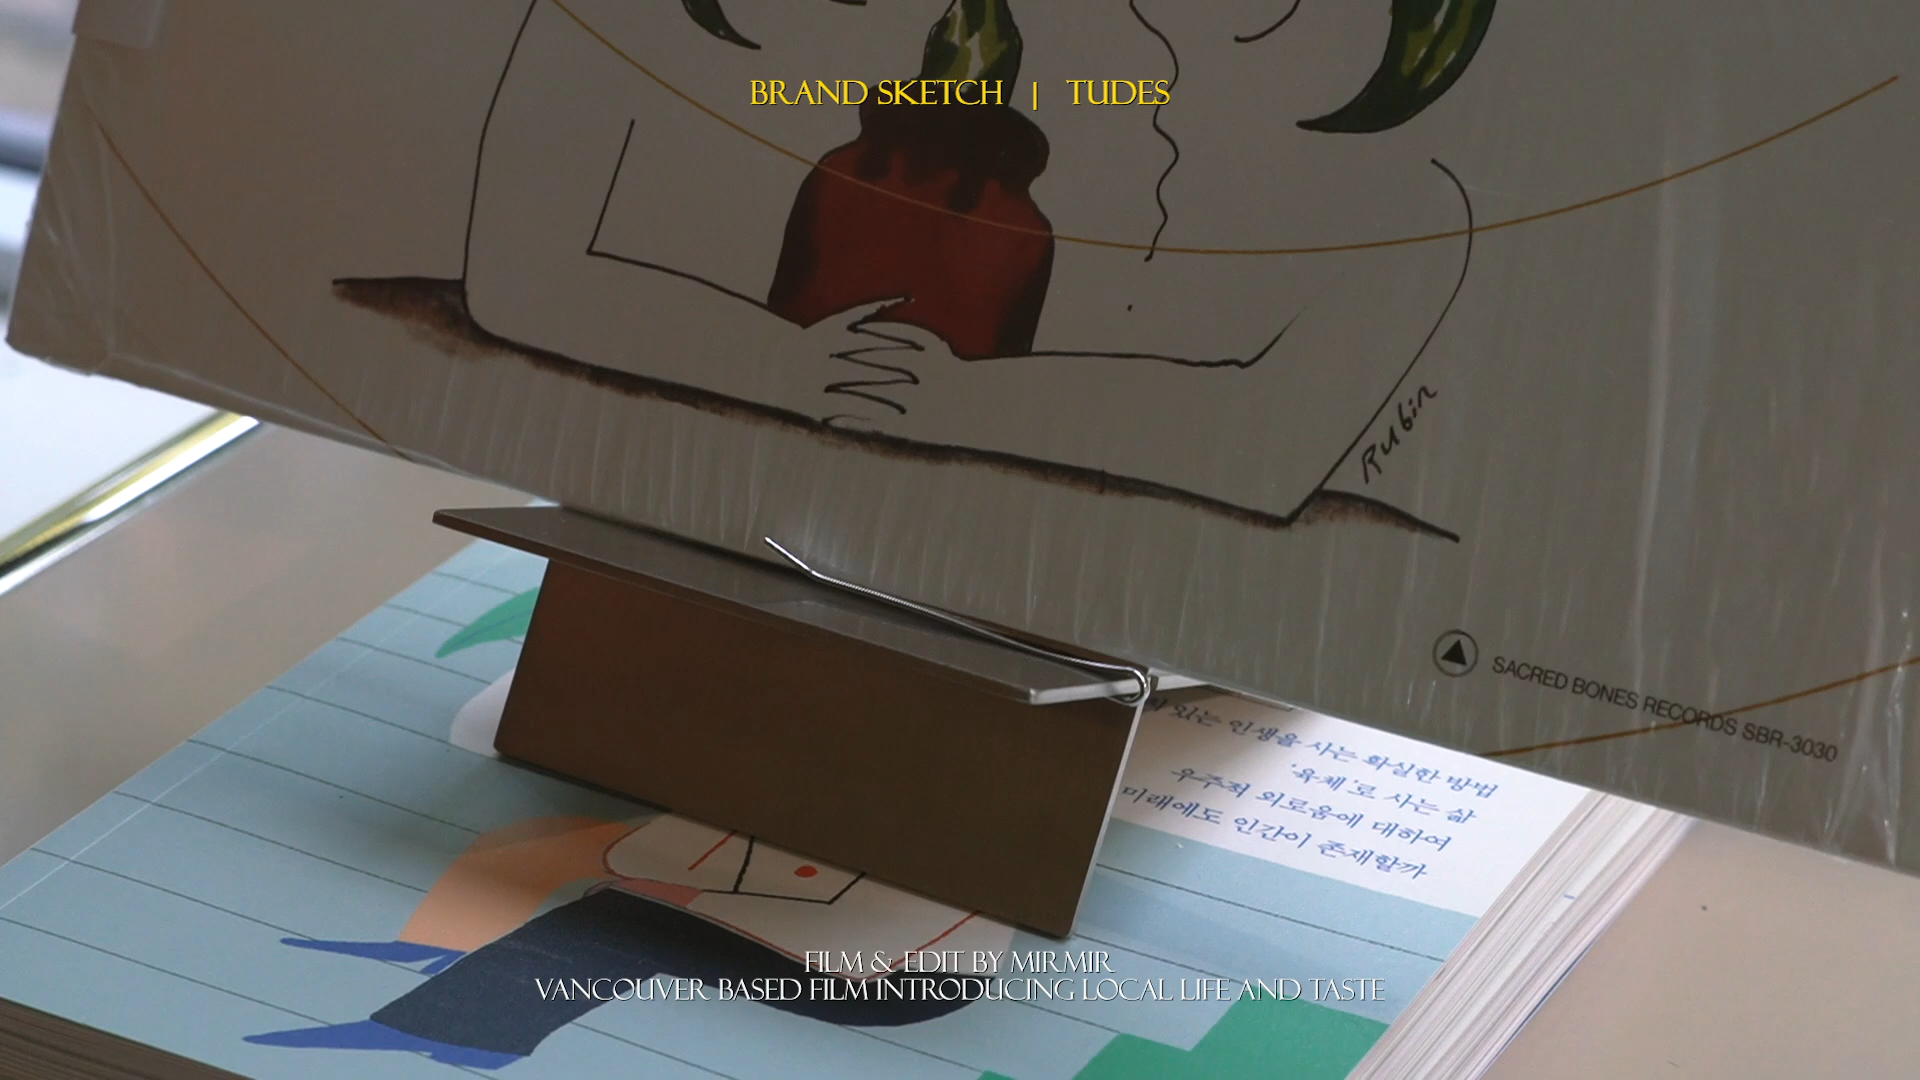 BRAND SKETCH | TUDES
Rubin
SACRED BONES RECORDS SBR-3030
있는 인생을 사는 확실한 방법
'육체'로 사는 삶
우주적 외로움에 대하여
미래에도 인간이 존재할까
FILM & EDIT BY MIRMIR
VANCOUVER BASED FILM INTRODUCING LOCAL LIFE AND TASTE